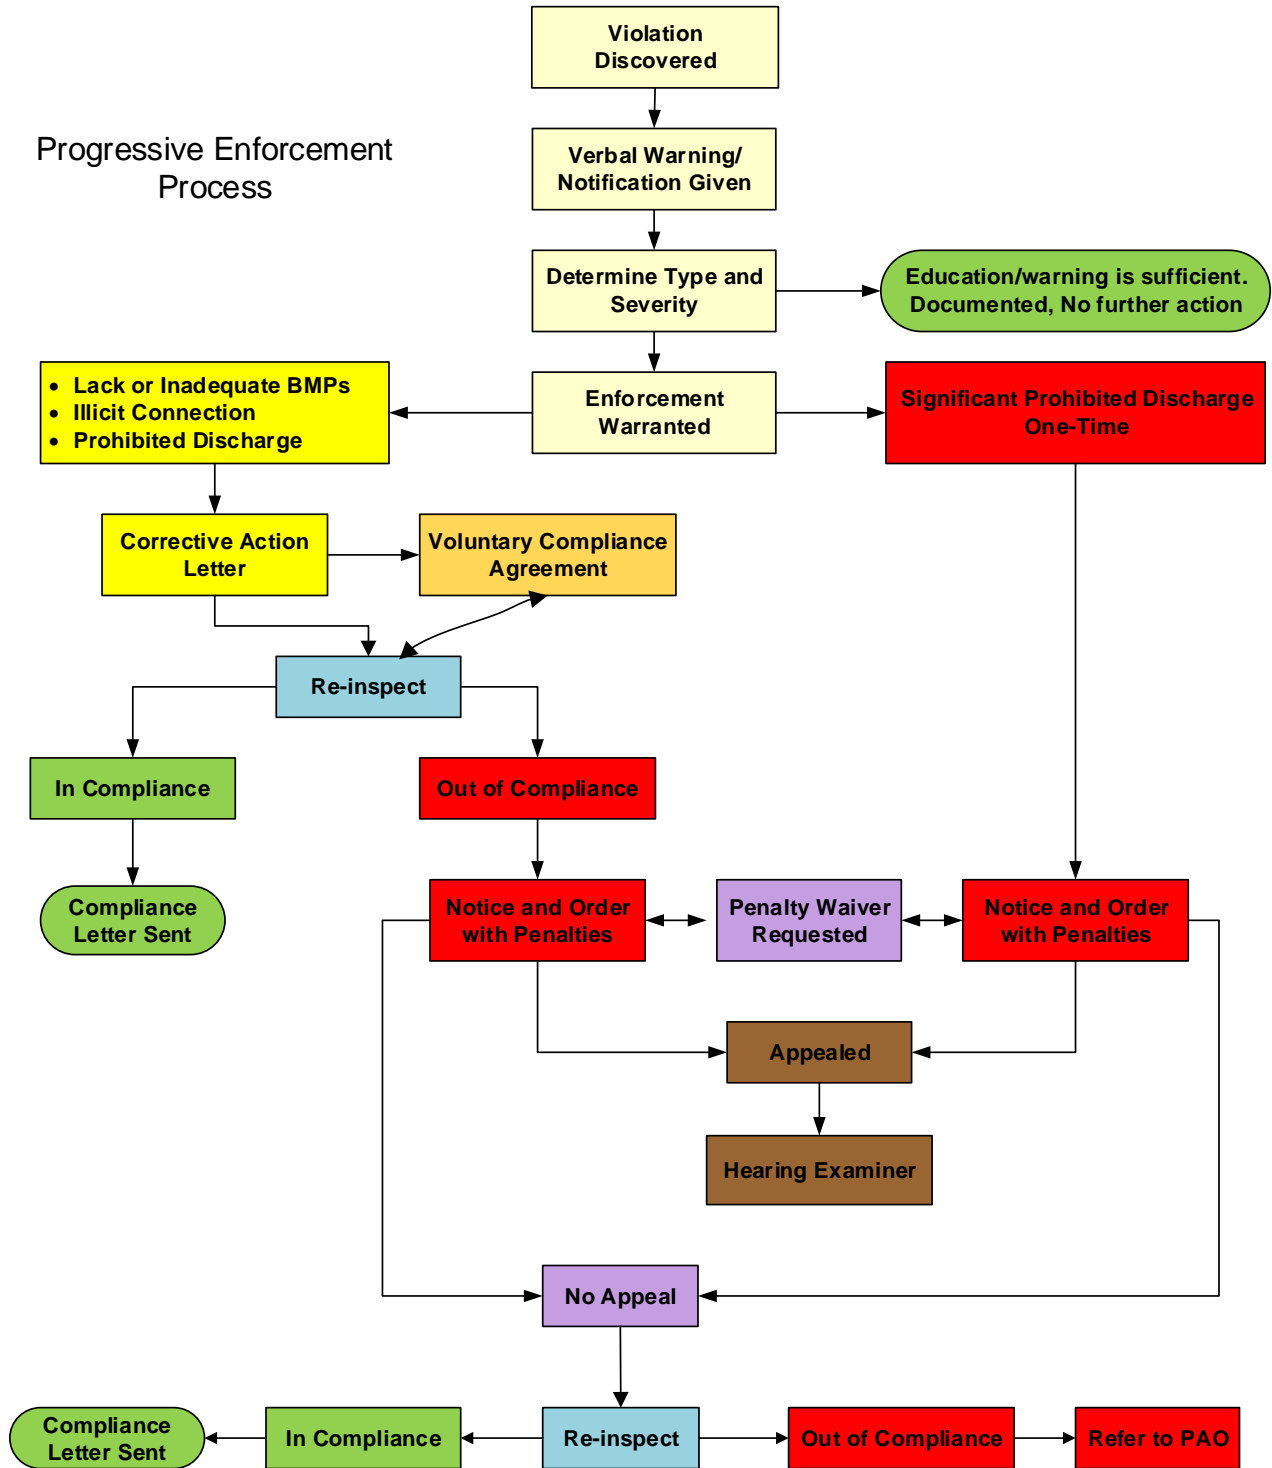 Violation
Discovered
Progressive Enforcement
Process
Verbal Warning/
Notification Given
Determine Type and
Severity
Education/warning is sufficient.
Documented, No further action
• Lack or Inadequate BMPs
• Illicit Connection
• Prohibited Discharge
Enforcement
Warranted
Significant Prohibited Discharge
One-Time
Corrective Action
Letter
Voluntary Compliance
Agreement
Re-inspect
In Compliance
Out of Compliance
Compliance
Letter Sent
Notice and Order
with Penalties
Penalty Waiver
Requested
Notice and Order
with Penalties
Appealed
Hearing Examiner
No Appeal
Compliance
Letter Sent
In Compliance
Re-inspect
Out of Compliance
Refer to PAO